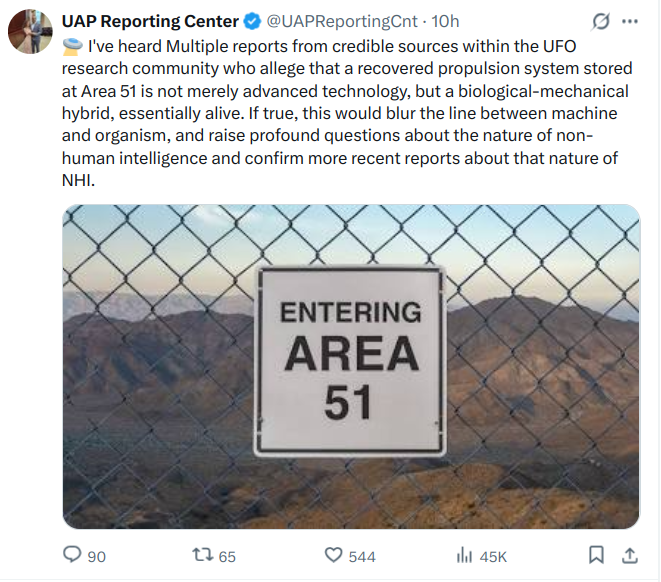 UAP Reporting Center @UAPReportingCnt · 10h
I've heard Multiple reports from credible sources within the UFO
research community who allege that a recovered propulsion system stored
at Area 51 is not merely advanced technology, but a biological-mechanical
hybrid, essentially alive. If true, this would blur the line between machine
and organism, and raise profound questions about the nature of non-
human intelligence and confirm more recent reports about that nature of
NHI.
ENTERING
AREA
51
90 65 544 45K